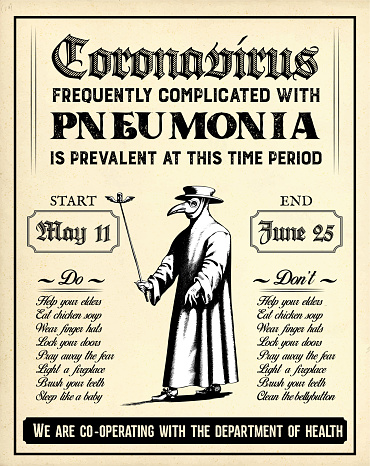 Coronavirus
FREQUENTLY COMPLICATED WITH
PNEUMONIA
IS PREVALENT AT THIS TIME PERIOD
START
May 11
END
June 25
~ Do ~
Help your elders
Eat chicken soup
Wear finger hats
Lock your doors
Pray away the fear
Light a fireplace
Brush your teeth
Sleep like a baby
~ Don't ~
Help your elders
Eat chicken soup
Wear finger hats
Lock your doors
Pray away the fear
Light a fireplace
Brush your teeth
Clean the bellybutton
WE ARE CO-OPERATING WITH THE DEPARTMENT OF HEALTH